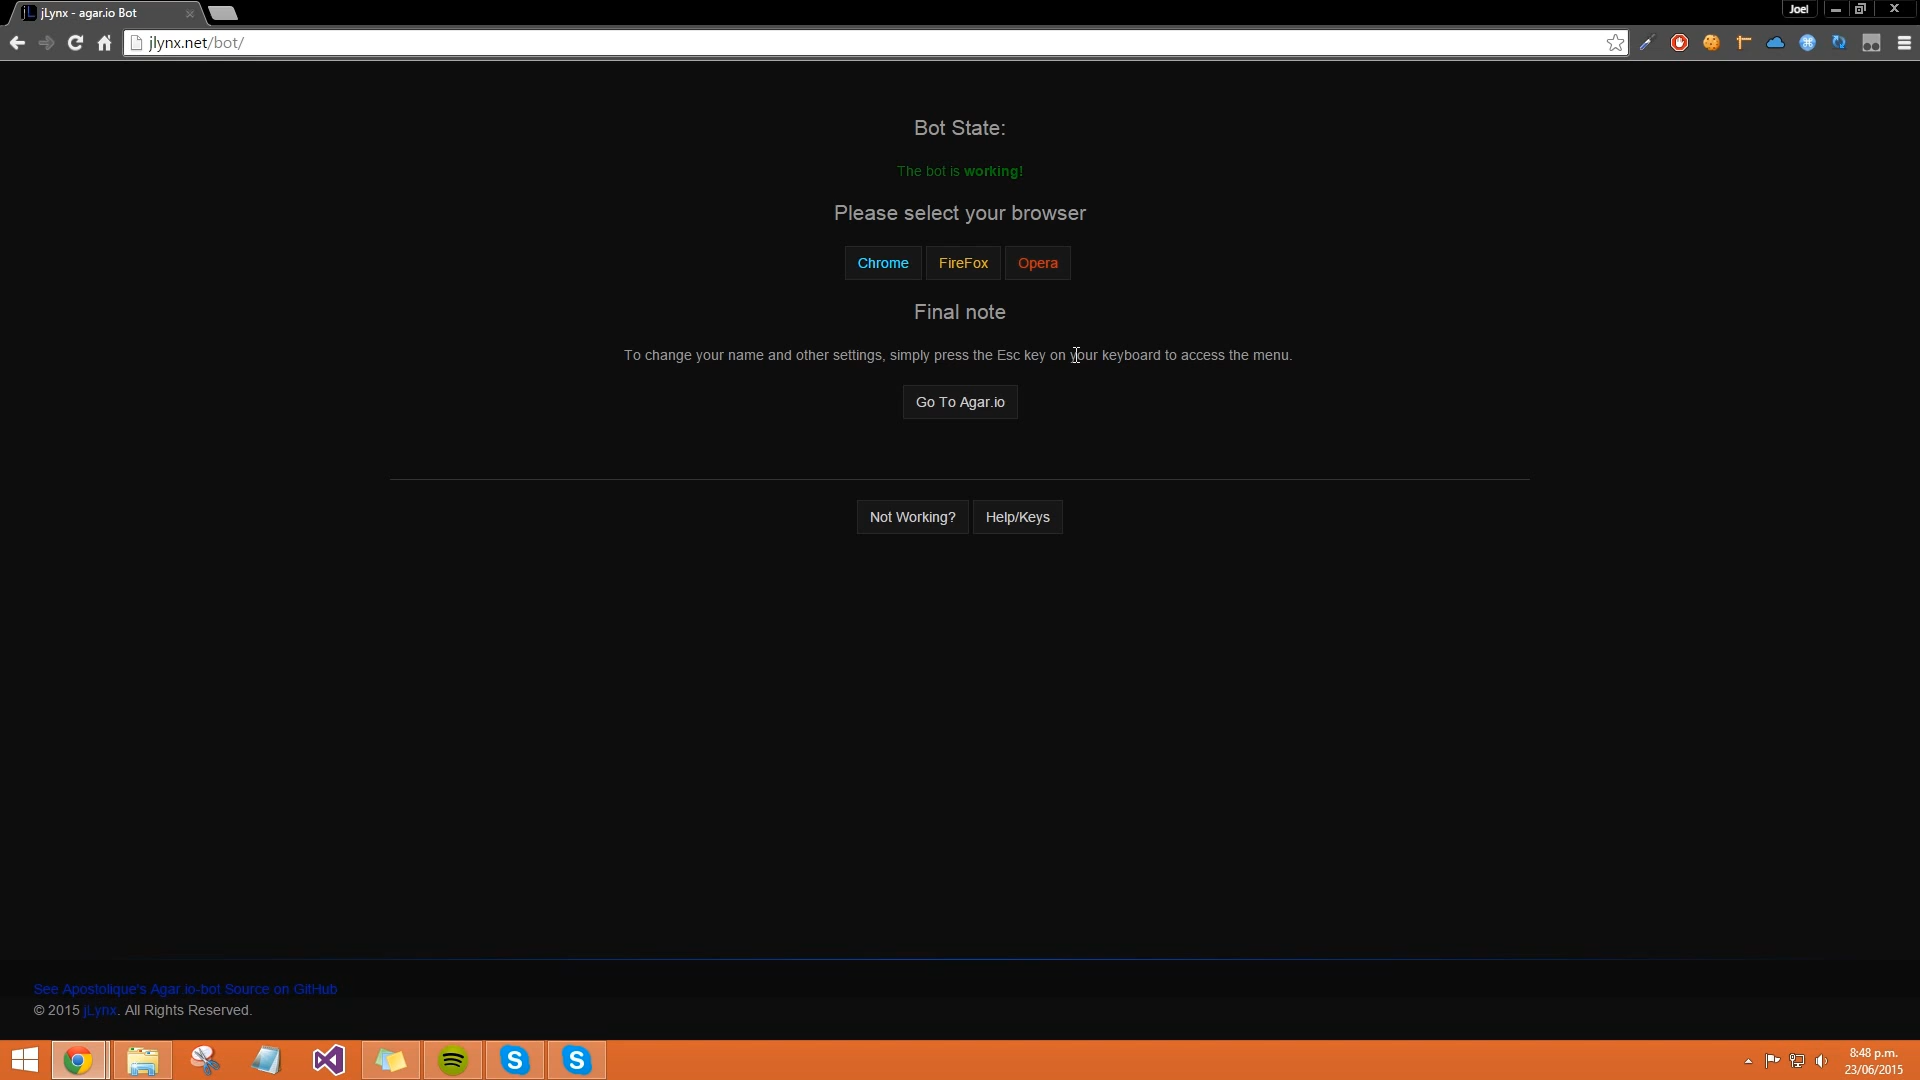 jLynx - agar.io Bot
Joel
jlynx.net/bot/
Bot State:
The bot is working!
Please select your browser
Chrome FireFox Opera
Final note
To change your name and other settings, simply press the Esc key on your keyboard to access the menu.
Go To Agar.io
Not Working? Help/Keys
See Apostolique's Agar io-bot Source on GitHub
© 2015 jLynx. All Rights Reserved.
8:48 p.m.
23/06/2015